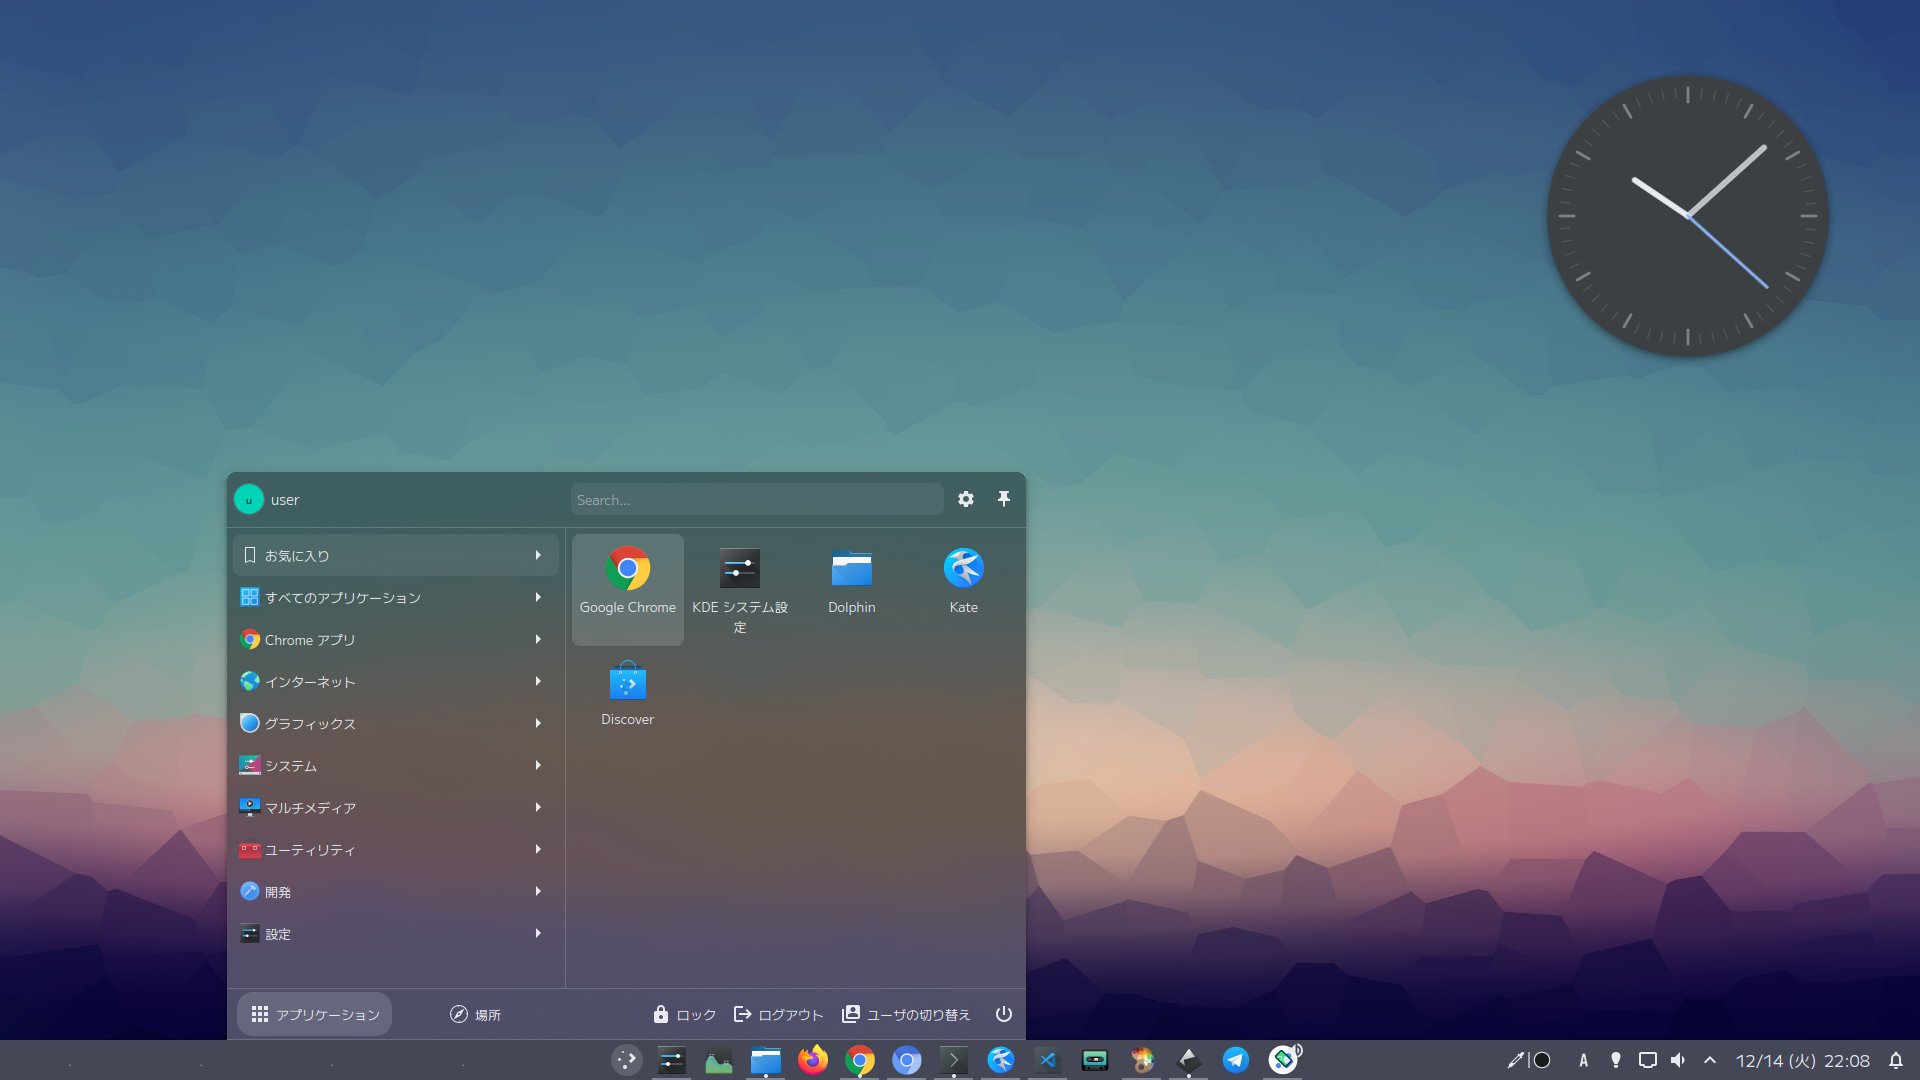 u
user
Search...
お気に入り
すべてのアプリケーション
Chrome アプリ
インターネット
グラフィックス
システム
マルチメディア
ユーティリティ
開発
設定
Google Chrome
KDE システム設
定
Dolphin
Kate
Discover
アプリケーション
場所
ロック
ログアウト
ユーザの切り替え
A
12/14 (火) 22:08